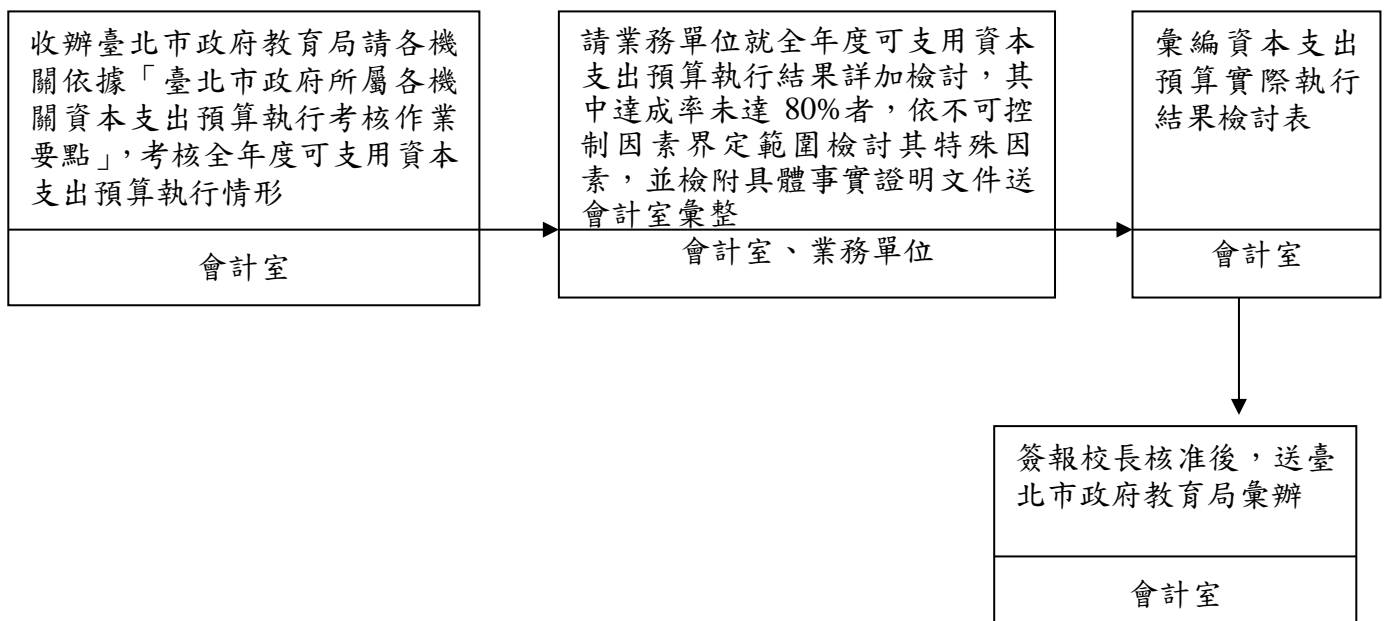 收辦臺北市政府教育局請各機
關依據「臺北市政府所屬各機
關資本支出預算執行考核作業
要點」，考核全年度可支用資本
支出預算執行情形
會計室
請業務單位就全年度可支用資本
支出預算執行結果詳加檢討，其
中達成率未達 80%者，依不可控
制因素界定範圍檢討其特殊因
素，並檢附具體事實證明文件送
會計室彙整
會計室、業務單位
彙編資本支出
預算實際執行
結果檢討表
會計室
簽報校長核准後，送臺
北市政府教育局彙辦
會計室